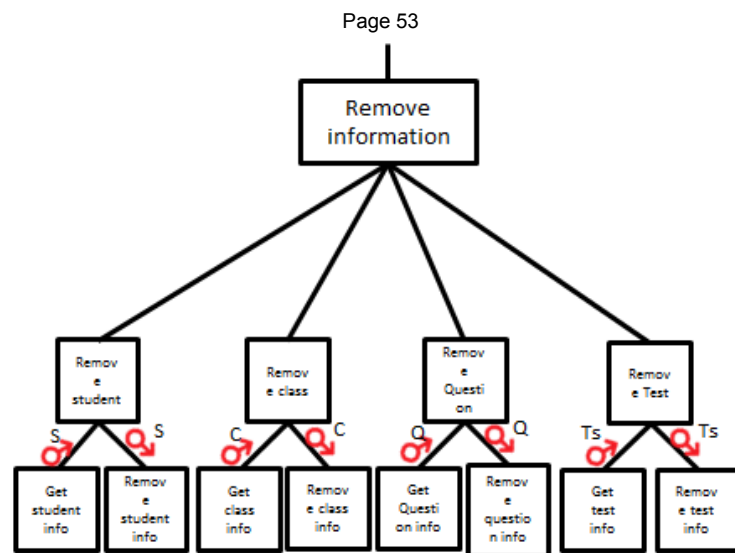 Page 53
Remove
information
Remov
e
student
Remov
e class
Remov
e
Questi
on
Remov
e Test
S
S
C
C
Q
Q
Ts
Ts
Get
student
info
Remov
e
student
info
Get
class
info
Remov
e class
info
Get
Questi
on info
Remov
e
questio
n info
Get
test
info
Remov
e test
info